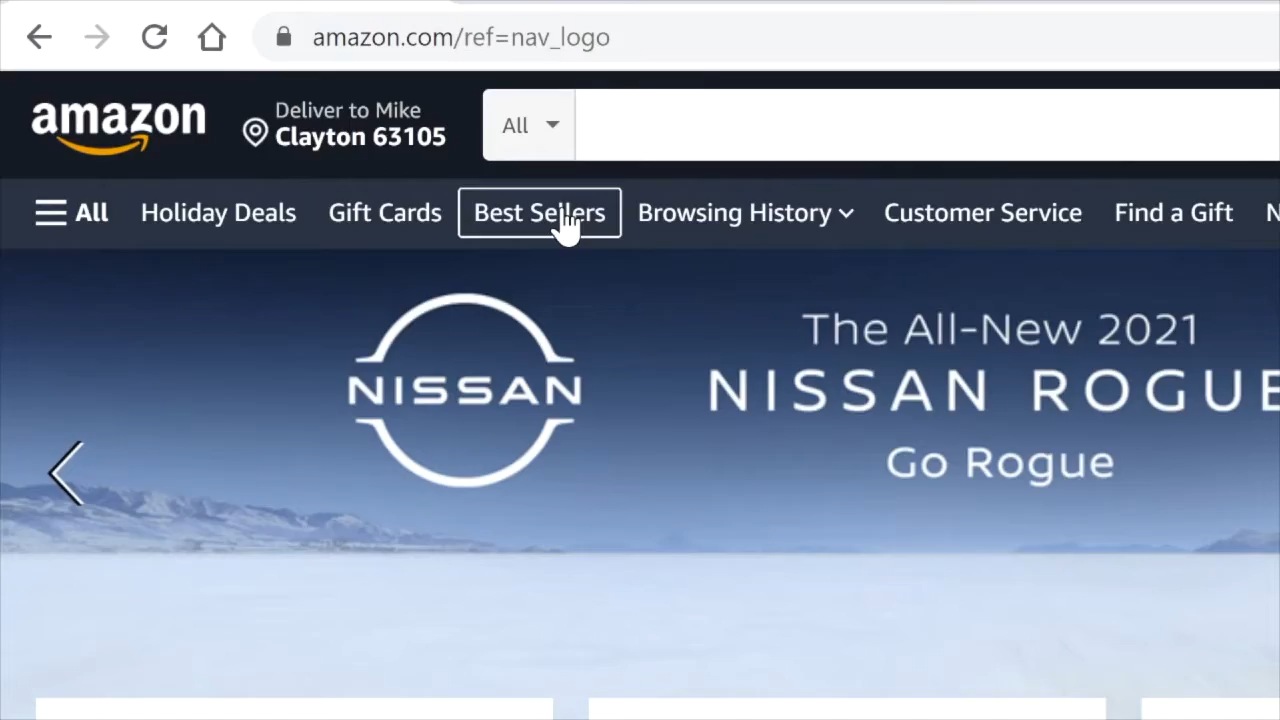 amazon.com/ref=nav_logo
amazon
Deliver to Mike
Clayton 63105
All
All
Holiday Deals
Gift Cards
Best Sellers
Browsing History
Customer Service
Find a Gift
NISSAN
The All-New 2021
NISSAN ROGUE
Go Rogue